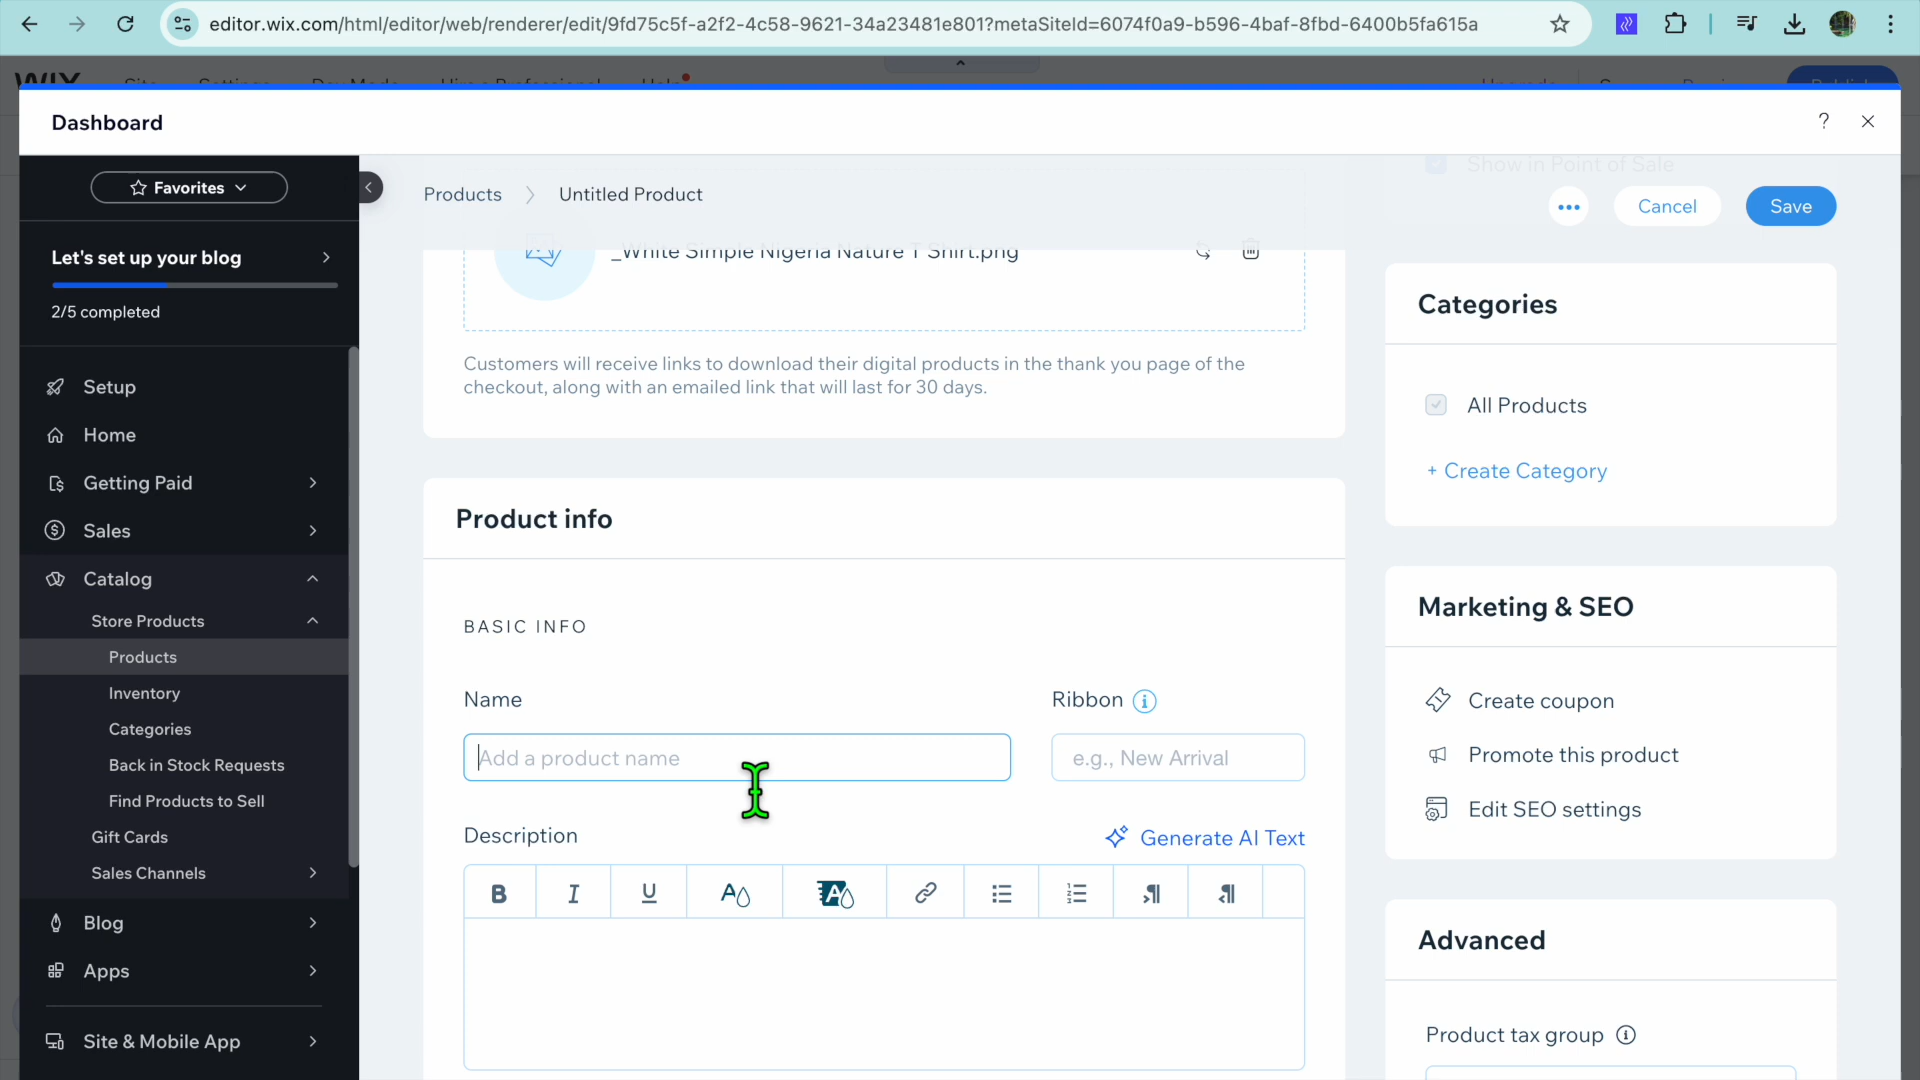 editor.wix.com/html/editor/web/renderer/edit/9fd75c5f-a2f2-4c58-9621-34a23481e801?metaSiteId=6074f0a9-b596-4baf-8fbd-6400b5fa615a
Dashboard
?
Favorites
Products
Untitled Product
Show in Point of Sale
Cancel
Save
Let's set up your blog
2/5 completed
_White Simple Nigeria Nature T Shirt.png
Customers will receive links to download their digital products in the thank you page of the
checkout, along with an emailed link that will last for 30 days.
Categories
All Products
+ Create Category
Setup
Home
Getting Paid
Sales
Catalog
Store Products
Products
Inventory
Categories
Back in Stock Requests
Find Products to Sell
Gift Cards
Sales Channels
Blog
Apps
Site & Mobile App
Product info
BASIC INFO
Name
Ribbon
Add a product name
e.g., New Arrival
Description
Generate AI Text
B I U A A
Marketing & SEO
Create coupon
Promote this product
Edit SEO settings
Advanced
Product tax group